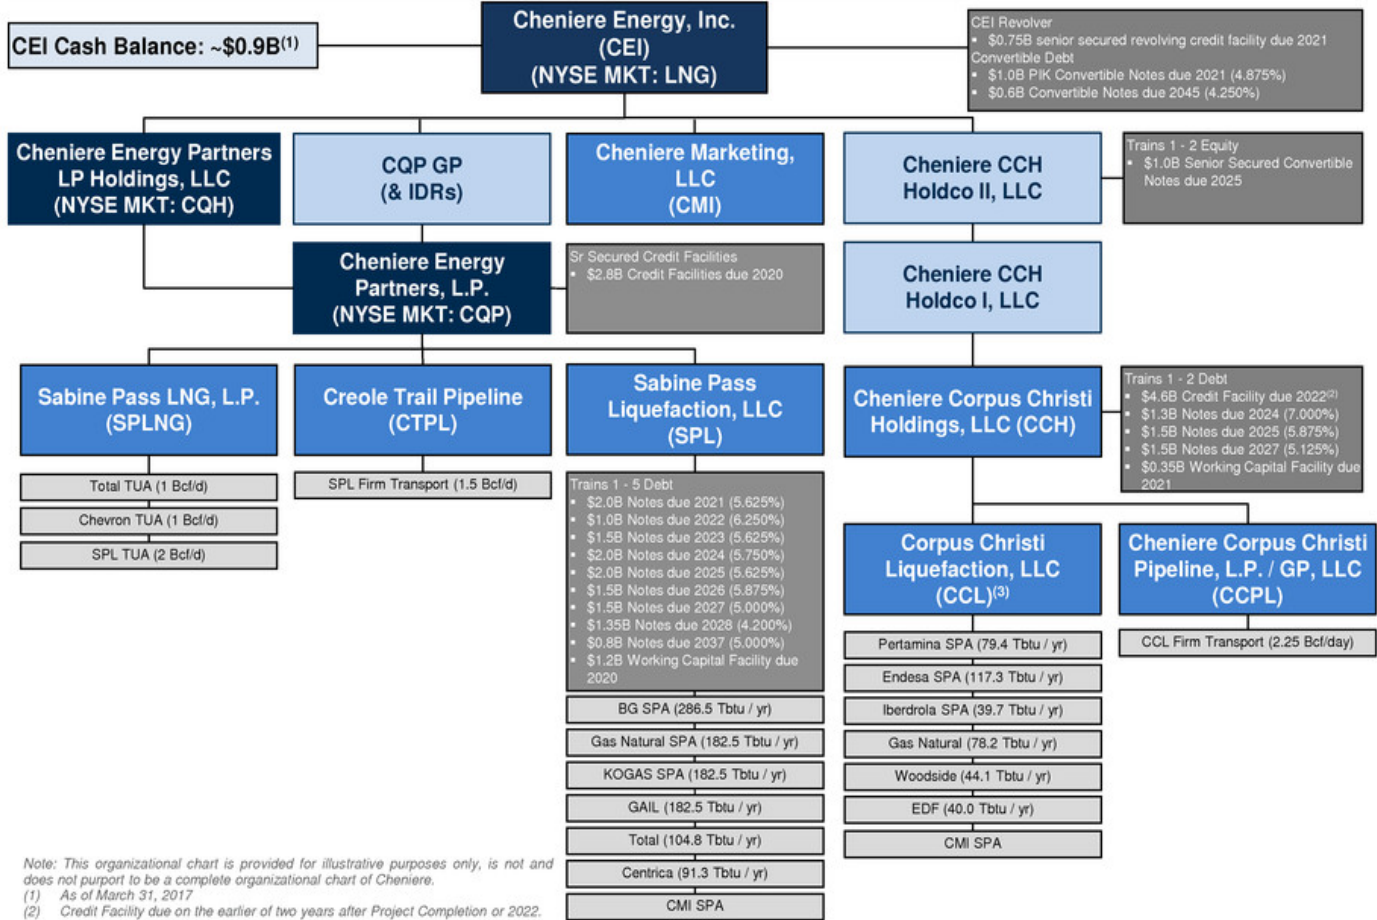 CEI Cash Balance: ~$0.9B(1)
Cheniere Energy, Inc.
(CEI)
(NYSE MKT: LNG)
CEI Revolver
▪ $0.75B senior secured revolving credit facility due 2021
Convertible Debt
▪ $1.0B PIK Convertible Notes due 2021 (4.875%)
▪ $0.6B Convertible Notes due 2045 (4.250%)
Cheniere Energy Partners
LP Holdings, LLC
(NYSE MKT: CQH)
CQP GP
(& IDRs)
Cheniere Marketing,
LLC
(CMI)
Cheniere CCH
Holdco II, LLC
Trains 1 - 2 Equity
▪ $1.0B Senior Secured Convertible
Notes due 2025
Cheniere Energy
Partners, L.P.
(NYSE MKT: CQP)
Sr Secured Credit Facilities
▪ $2.8B Credit Facilities due 2020
Cheniere CCH
Holdco I, LLC
Sabine Pass LNG, L.P.
(SPLNG)
Creole Trail Pipeline
(CTPL)
Sabine Pass
Liquefaction, LLC
(SPL)
Cheniere Corpus Christi
Holdings, LLC (CCH)
Trains 1 - 2 Debt
▪ $4.6B Credit Facility due 2022(2)
▪ $1.3B Notes due 2024 (7.000%)
▪ $1.5B Notes due 2025 (5.875%)
▪ $1.5B Notes due 2027 (5.125%)
▪ $0.35B Working Capital Facility due
2021
Total TUA (1 Bcf/d)
Chevron TUA (1 Bcf/d)
SPL TUA (2 Bcf/d)
SPL Firm Transport (1.5 Bcf/d)
Trains 1 - 5 Debt
▪ $2.0B Notes due 2021 (5.625%)
▪ $1.0B Notes due 2022 (6.250%)
▪ $1.5B Notes due 2023 (5.625%)
▪ $2.0B Notes due 2024 (5.750%)
▪ $2.0B Notes due 2025 (5.625%)
▪ $1.5B Notes due 2026 (5.875%)
▪ $1.5B Notes due 2027 (5.000%)
▪ $1.35B Notes due 2028 (4.200%)
▪ $0.8B Notes due 2037 (5.000%)
▪ $1.2B Working Capital Facility due
2020
BG SPA (286.5 Tbtu / yr)
Gas Natural SPA (182.5 Tbtu / yr)
KOGAS SPA (182.5 Tbtu / yr)
GAIL (182.5 Tbtu / yr)
Total (104.8 Tbtu / yr)
Centrica (91.3 Tbtu / yr)
CMI SPA
Corpus Christi
Liquefaction, LLC
(CCL)(3)
Pertamina SPA (79.4 Tbtu / yr)
Endesa SPA (117.3 Tbtu / yr)
Iberdrola SPA (39.7 Tbtu / yr)
Gas Natural (78.2 Tbtu / yr)
Woodside (44.1 Tbtu / yr)
EDF (40.0 Tbtu / yr)
CMI SPA
Cheniere Corpus Christi
Pipeline, L.P. / GP, LLC
(CCPL)
CCL Firm Transport (2.25 Bcf/day)
Note: This organizational chart is provided for illustrative purposes only, is not and
does not purport to be a complete organizational chart of Cheniere.
(1) As of March 31, 2017
(2) Credit Facility due on the earlier of two years after Project Completion or 2022.